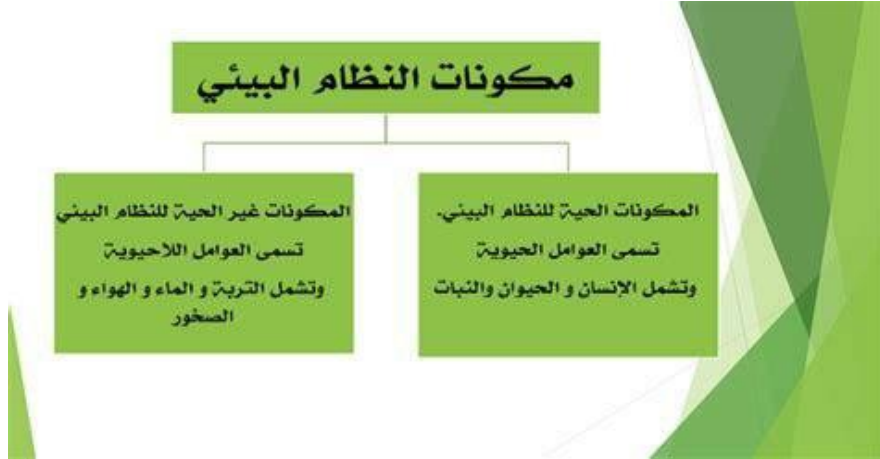 مكونات النظام البيئي
المكونات الحية للنظام البيئي.
تسمى العوامل الحيوية
وتشمل الإنسان و الحيوان والنبات
المكونات غير الحية للنظام البيئي
تسمى العوامل اللاحيوية
وتشمل التربة و الماء و الهواء و
الصخور